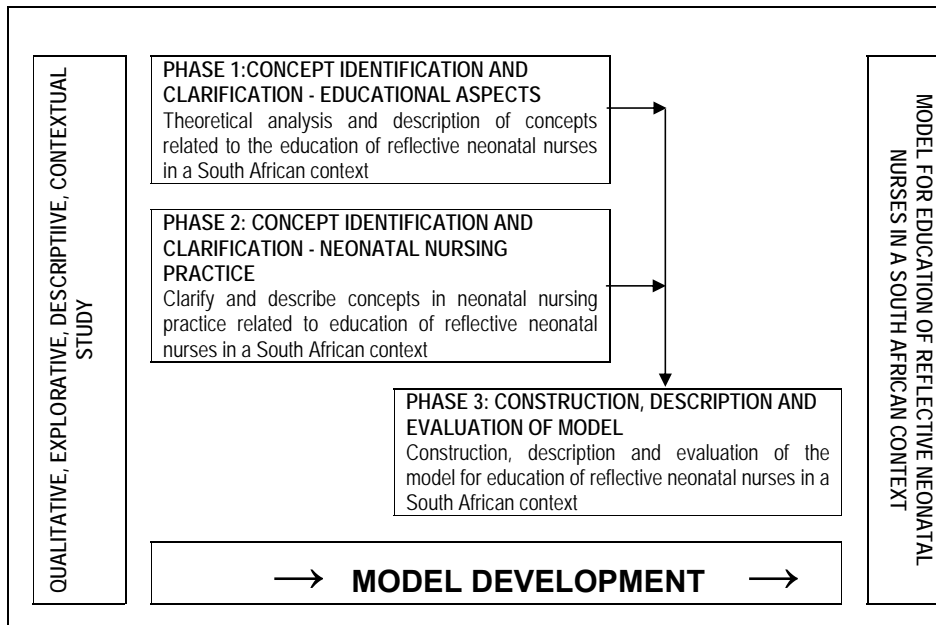 QUALITATIVE, EXPLORATIVE, DESCRIPTIIVE, CONTEXTUAL
STUDY
PHASE 1:CONCEPT IDENTIFICATION AND
CLARIFICATION - EDUCATIONAL ASPECTS
Theoretical analysis and description of concepts
related to the education of reflective neonatal nurses
in a South African context
PHASE 2: CONCEPT IDENTIFICATION AND
CLARIFICATION - NEONATAL NURSING
PRACTICE
Clarify and describe concepts in neonatal nursing
practice related to education of reflective neonatal
nurses in a South African context
PHASE 3: CONSTRUCTION, DESCRIPTION AND
EVALUATION OF MODEL
Construction, description and evaluation of the
model for education of reflective neonatal nurses in a
South African context
→ MODEL DEVELOPMENT →
MODEL FOR EDUCATION OF REFLECTIVE NEONATAL
NURSES IN A SOUTH AFRICAN CONTEXT